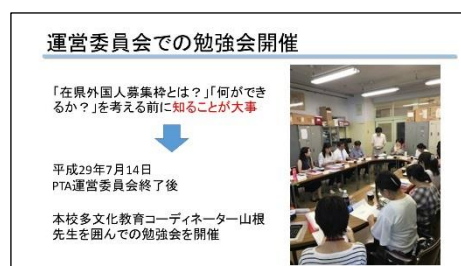 運営委員会での勉強会開催
「在県外国人募集枠とは？」「何ができ
るか？」を考える前に知ることが大事
平成29年7月14日
PTA運営委員会終了後
本校多文化教育コーディネーター山根
先生を囲んでの勉強会を開催